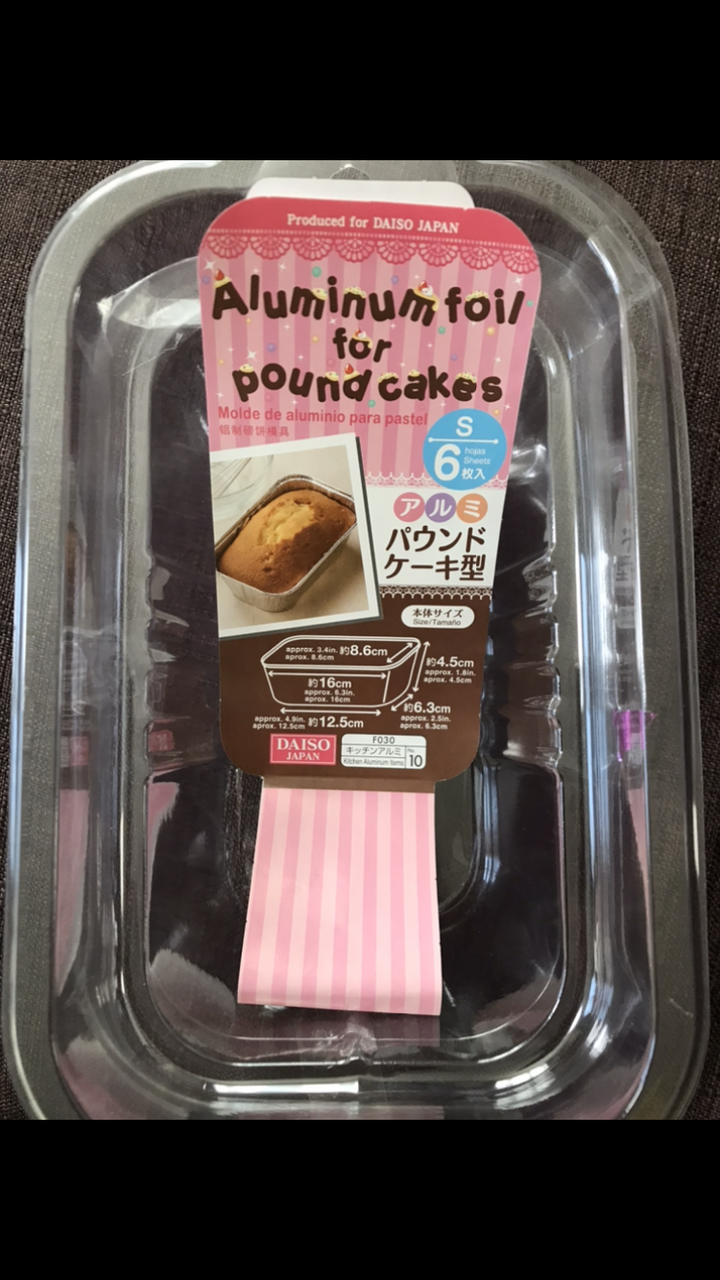 Produced for DAISO JAPAN
Aluminum foil
for
pound cakes
Molde de aluminio para pastel
铝制磅饼模具
S
6 hojas Sheets 枚入
アルミ
パウンド
ケーキ型
本体サイズ
Size/Tamaño
approx. 3.4in. 約8.6cm
aprox. 8.6cm
約4.5cm
approx. 1.8in.
aprox. 4.5cm
約16cm
approx. 6.3in.
aprox. 16cm
約6.3cm
approx. 2.5in.
aprox. 6.3cm
approx. 4.9in. 約12.5cm
aprox. 12.5cm
DAISO
JAPAN
F030
キッチンアルミ
Kitchen Aluminum Items
No.
10